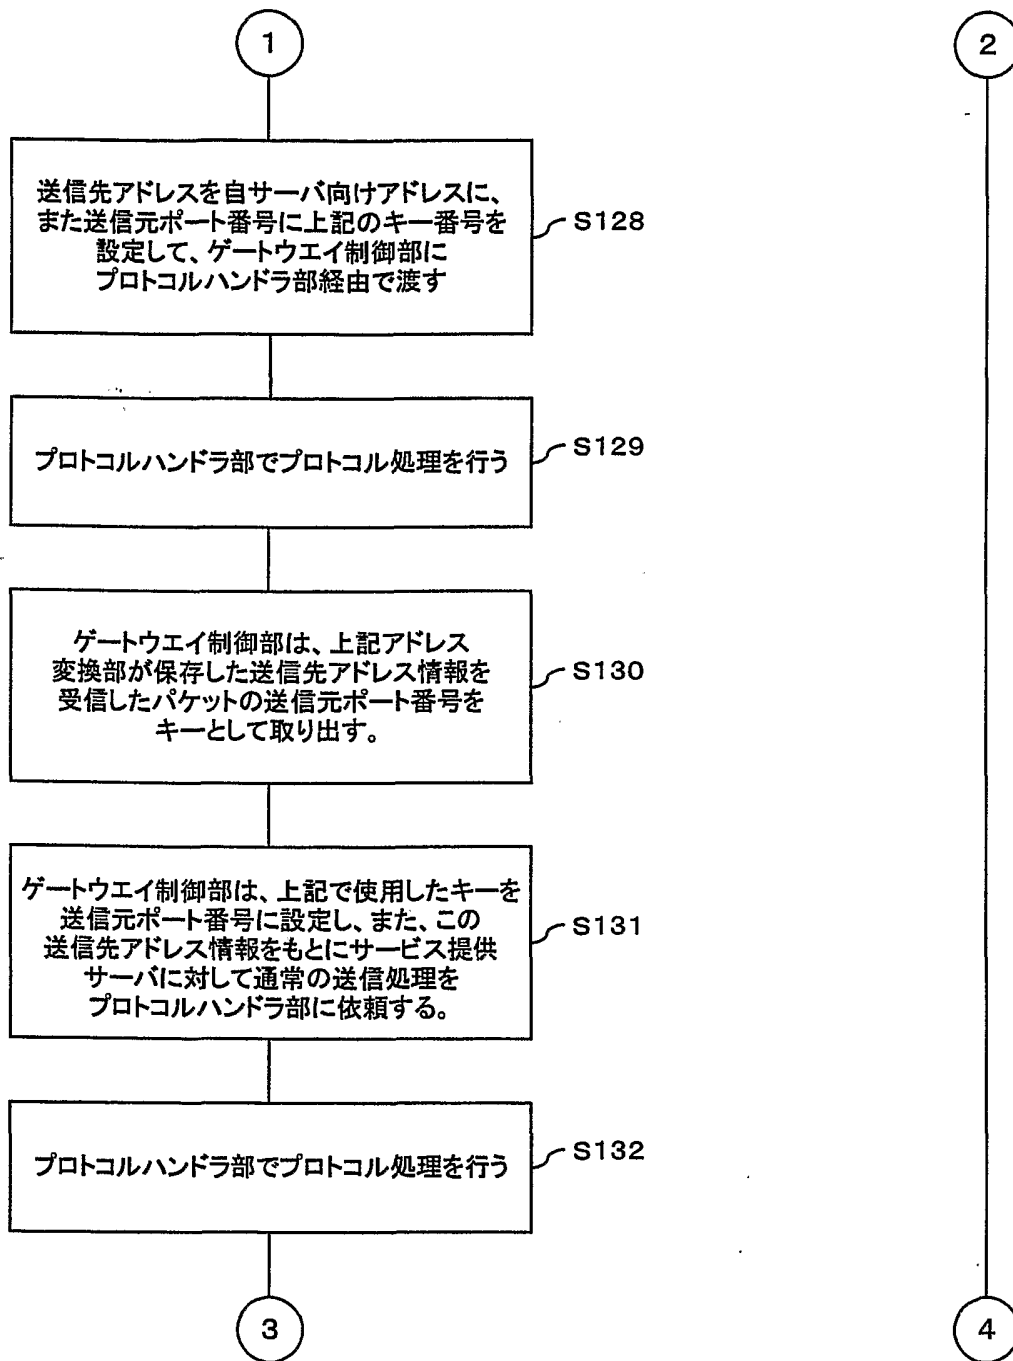 1
2
送信先アドレスを自サーバ向けアドレスに、
また送信元ポート番号に上記のキー番号を
設定して、ゲートウエイ制御部に
プロトコルハンドラ部経由で渡す
S128
プロトコルハンドラ部でプロトコル処理を行う
S129
ゲートウエイ制御部は、上記アドレス
変換部が保存した送信先アドレス情報を
受信したパケットの送信元ポート番号を
キーとして取り出す。
S130
ゲートウエイ制御部は、上記で使用したキーを
送信元ポート番号に設定し、また、この
送信先アドレス情報をもとにサービス提供
サーバに対して通常の送信処理を
プロトコルハンドラ部に依頼する。
S131
プロトコルハンドラ部でプロトコル処理を行う
S132
3
4